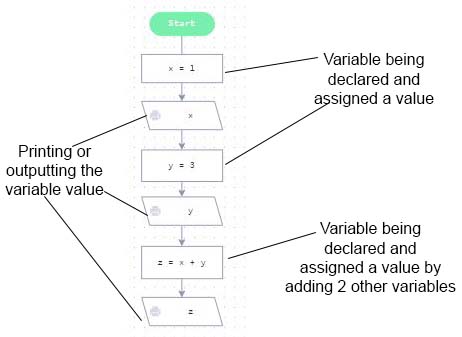 Start
x = 1
Variable being
declared and
assigned a value
x
Printing or
outputting the
variable value
y = 3
y
z = x + y
Variable being
declared and
assigned a value by
adding 2 other variables
z